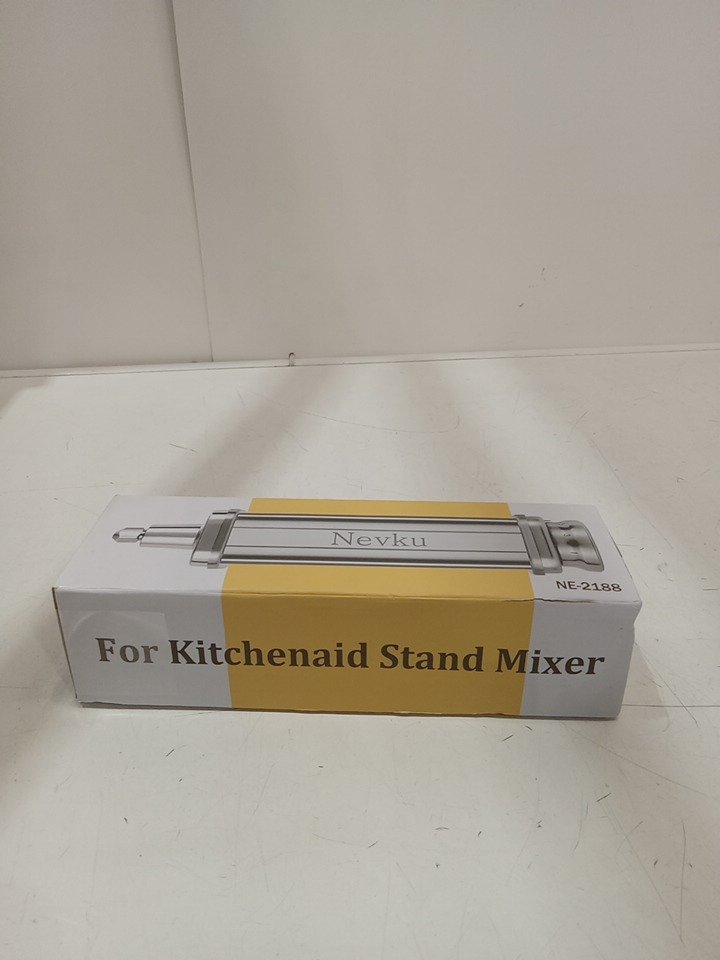 Nevku
NE-2188
For Kitchenaid Stand Mixer